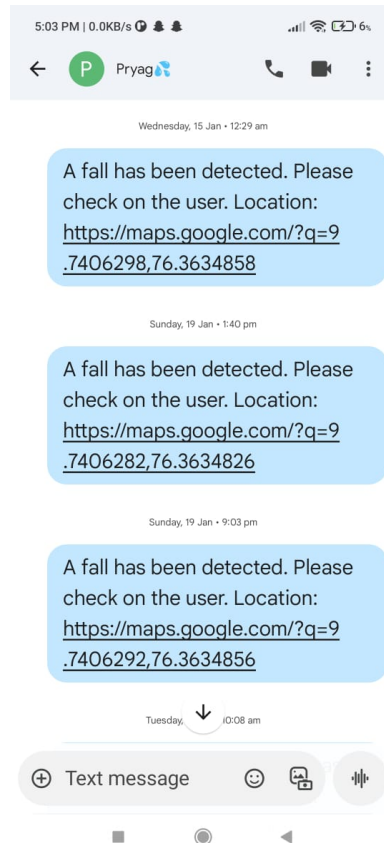 5:03 PM | 0.0KB/s 6%
Pryag💦
Wednesday, 15 Jan • 12:29 am
A fall has been detected. Please
check on the user. Location:
https://maps.google.com/?q=9
.7406298,76.3634858
Sunday, 19 Jan • 1:40 pm
A fall has been detected. Please
check on the user. Location:
https://maps.google.com/?q=9
.7406282,76.3634826
Sunday, 19 Jan • 9:03 pm
A fall has been detected. Please
check on the user. Location:
https://maps.google.com/?q=9
.7406292,76.3634856
Tuesday, 0:08 am
Text message